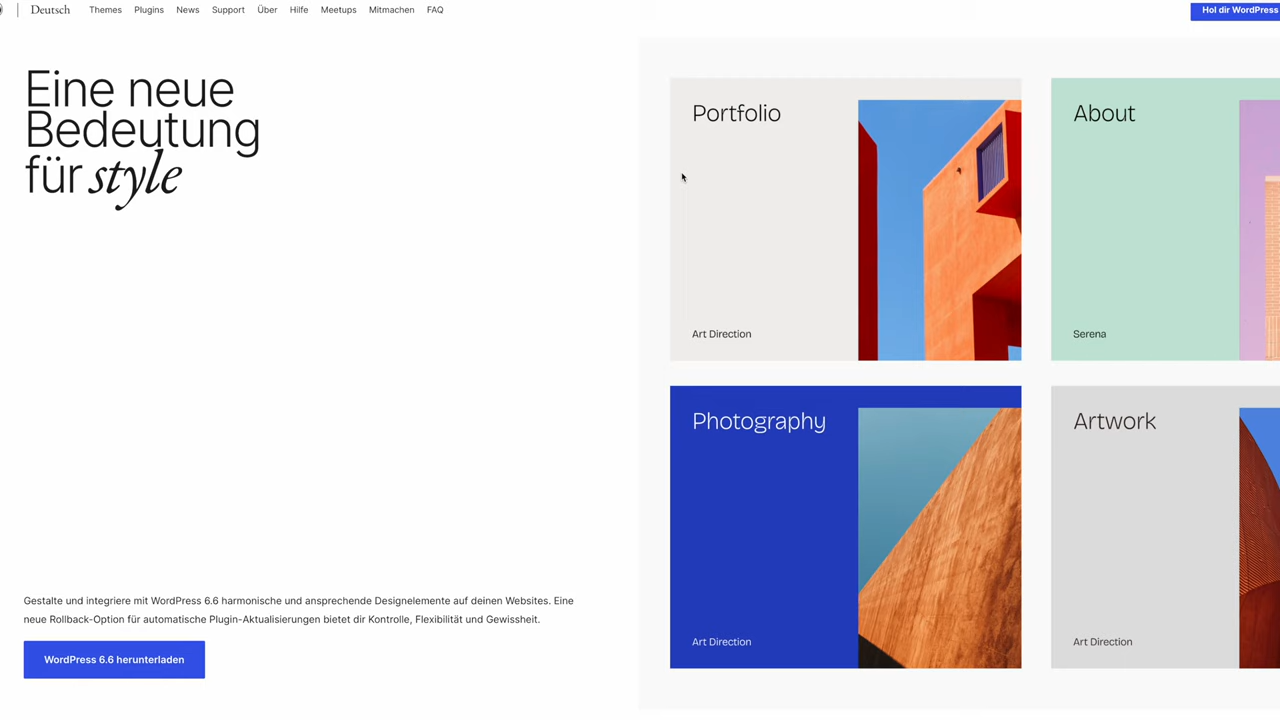 Deutsch Themes Plugins News Support Über Hilfe Meetups Mitmachen FAQ Hol dir WordPress
Eine neue
Bedeutung
für style
Gestalte und integriere mit WordPress 6.6 harmonische und ansprechende Designelemente auf deinen Websites. Eine
neue Rollback-Option für automatische Plugin-Aktualisierungen bietet dir Kontrolle, Flexibilität und Gewissheit.
WordPress 6.6 herunterladen
Portfolio
Art Direction
About
Serena
Photography
Art Direction
Artwork
Art Direction